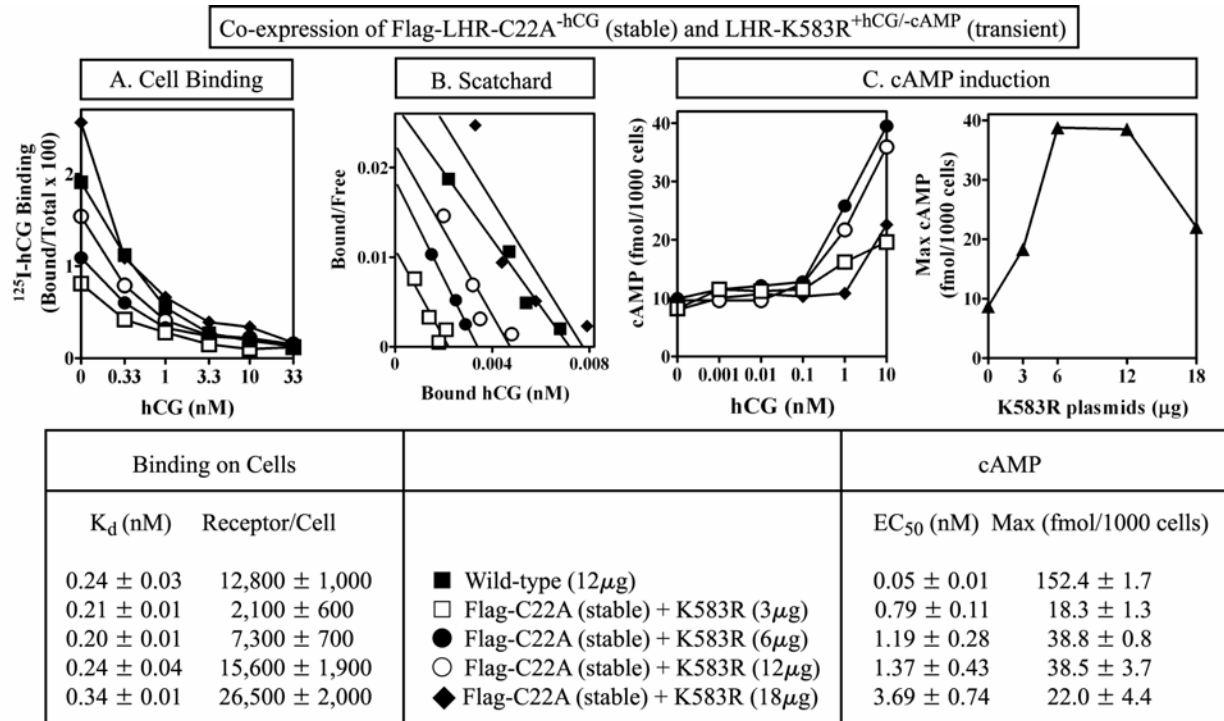 Co-expression of Flag-LHR-C22A-hCG (stable) and LHR-K583R+hCG/-cAMP (transient)
A. Cell Binding
B. Scatchard
C. cAMP induction
125I-hCG Binding
(Bound/Total x 100)
2
1
0
0 0.33 1 3.3 10 33
hCG (nM)
Bound/Free
0.02
0.01
0
0 0.004 0.008
Bound hCG (nM)
cAMP (fmol/1000 cells)
40
30
20
10
0
0 0.001 0.01 0.1 1 10
hCG (nM)
Max cAMP
(fmol/1000 cells)
40
30
20
10
0
0 3 6 12 18
K583R plasmids (μg)
Binding on Cells
cAMP
Kd (nM) Receptor/Cell
EC50 (nM) Max (fmol/1000 cells)
0.24 ± 0.03 12,800 ± 1,000 Wild-type (12μg) 0.05 ± 0.01 152.4 ± 1.7
0.21 ± 0.01 2,100 ± 600 Flag-C22A (stable) + K583R (3μg) 0.79 ± 0.11 18.3 ± 1.3
0.20 ± 0.01 7,300 ± 700 Flag-C22A (stable) + K583R (6μg) 1.19 ± 0.28 38.8 ± 0.8
0.24 ± 0.04 15,600 ± 1,900 Flag-C22A (stable) + K583R (12μg) 1.37 ± 0.43 38.5 ± 3.7
0.34 ± 0.01 26,500 ± 2,000 Flag-C22A (stable) + K583R (18μg) 3.69 ± 0.74 22.0 ± 4.4